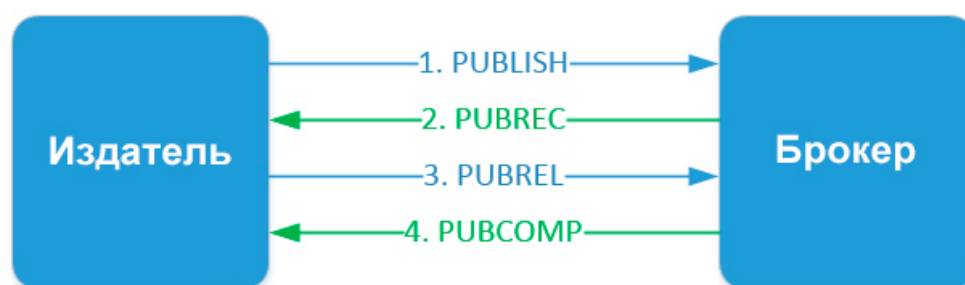 Издатель
1. PUBLISH
2. PUBREC
3. PUBREL
4. PUBCOMP
Брокер